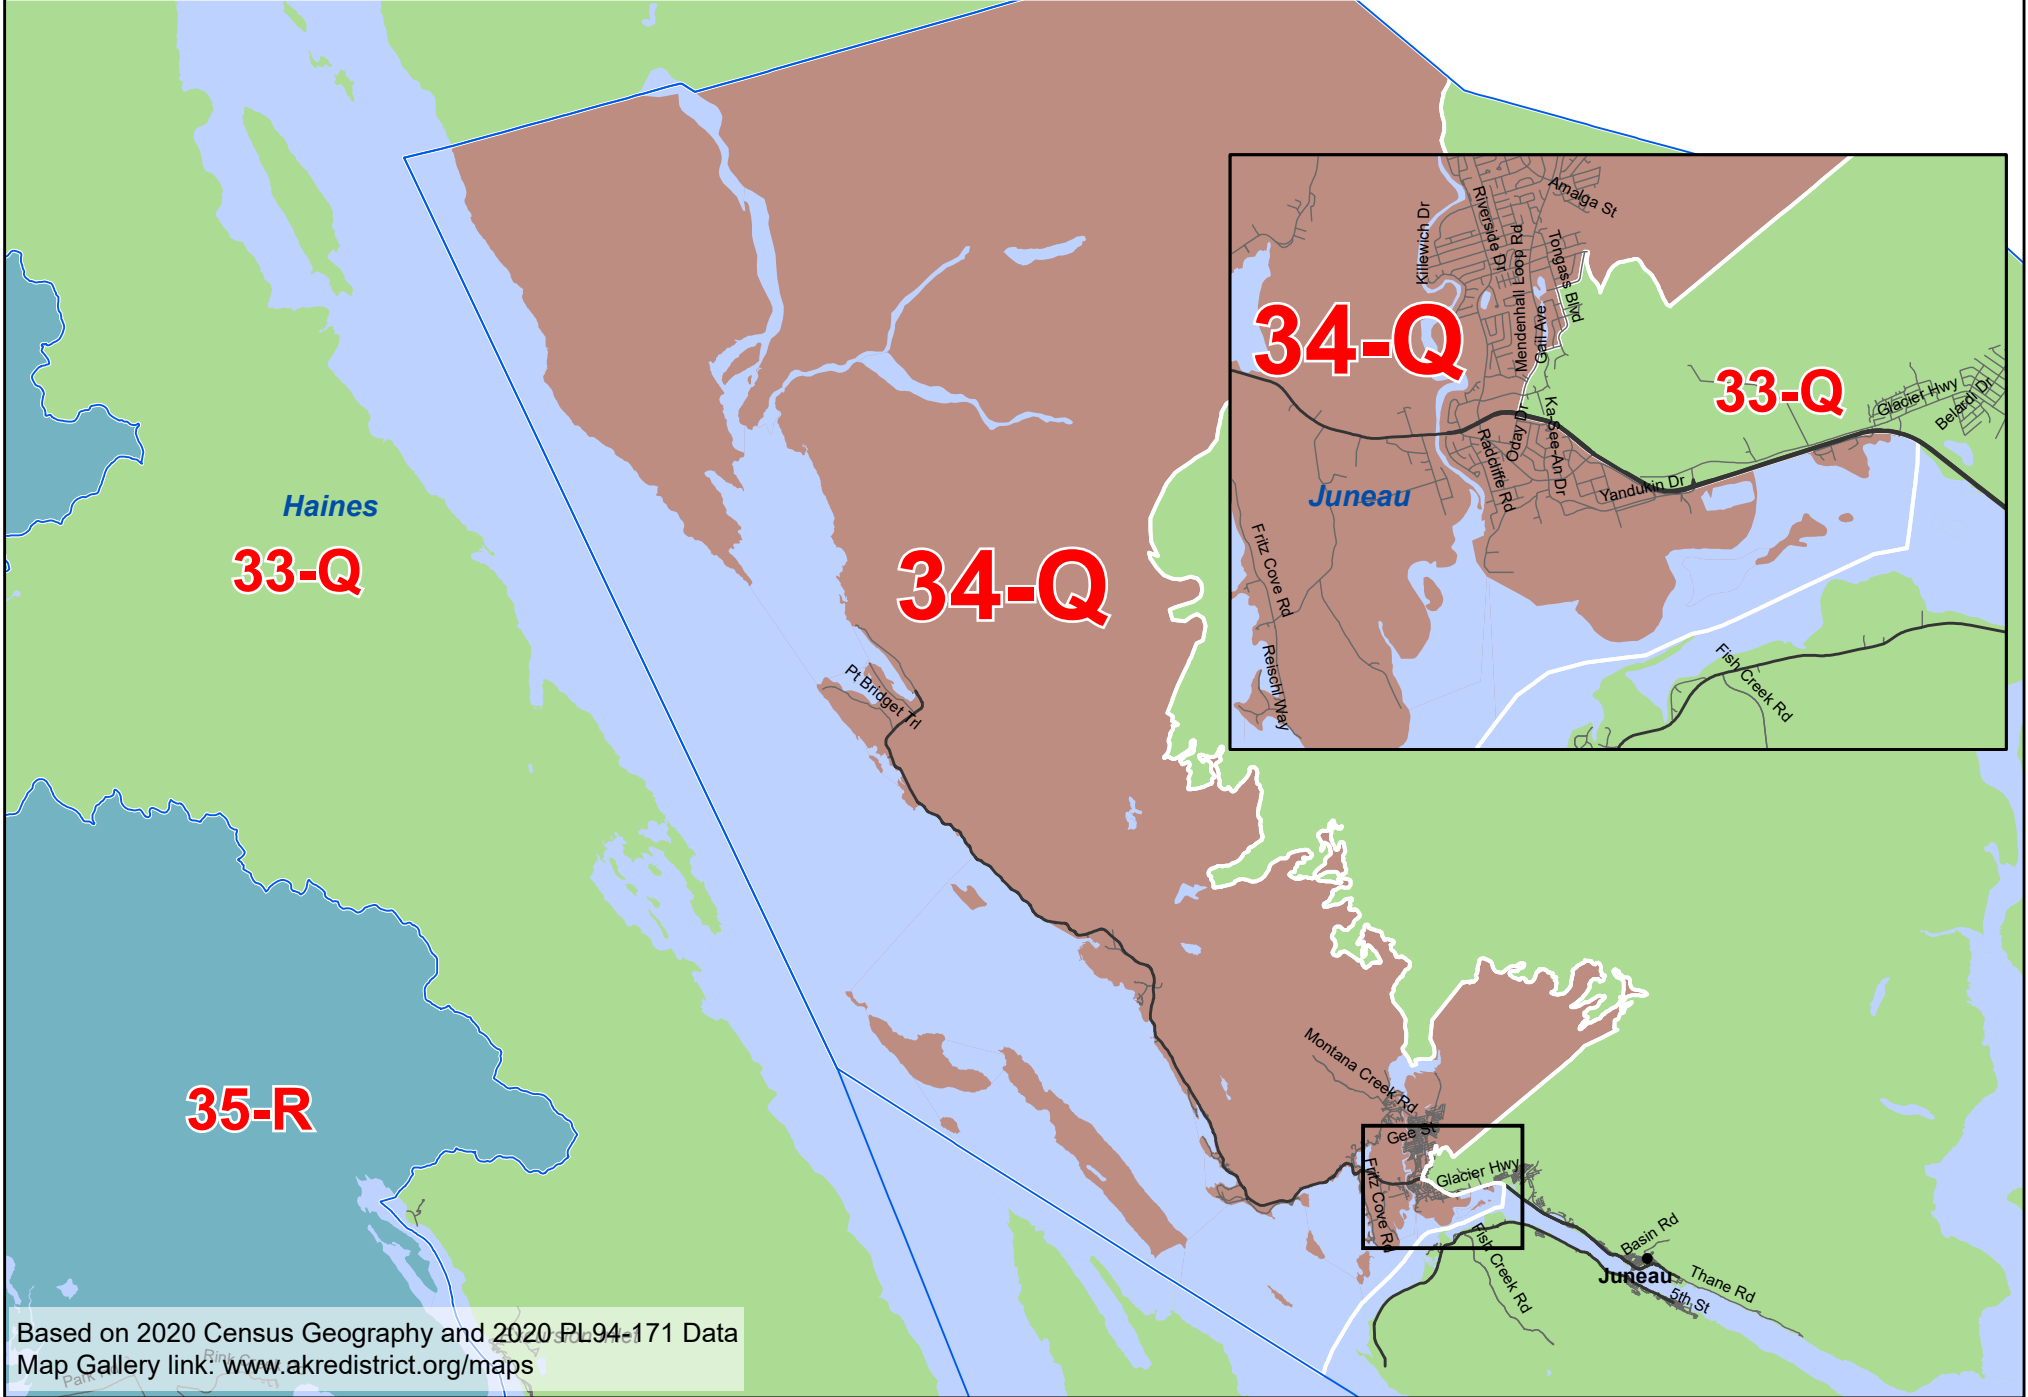 Amalga St
Killewich Dr
Riverside Dr
Mendenhall Loop Rd
Tongass Blvd
Gail Ave
34-Q
33-Q
Glacier Hwy
Belardi Dr
Oday Dr
Ka-See-An Dr
Radcliffe Rd
Yandukin Dr
Juneau
Fritz Cove Rd
Reischl Way
Fish Creek Rd
Haines
33-Q
34-Q
Pt Bridget Trl
35-R
Montana Creek Rd
Gee St
Glacier Hwy
Fritz Cove Rd
Fish Creek Rd
Basin Rd
Juneau
Thane Rd
5th St
Excursion Inlet
Based on 2020 Census Geography and 2020 PL94-171 Data
Map Gallery link: www.akredistrict.org/maps